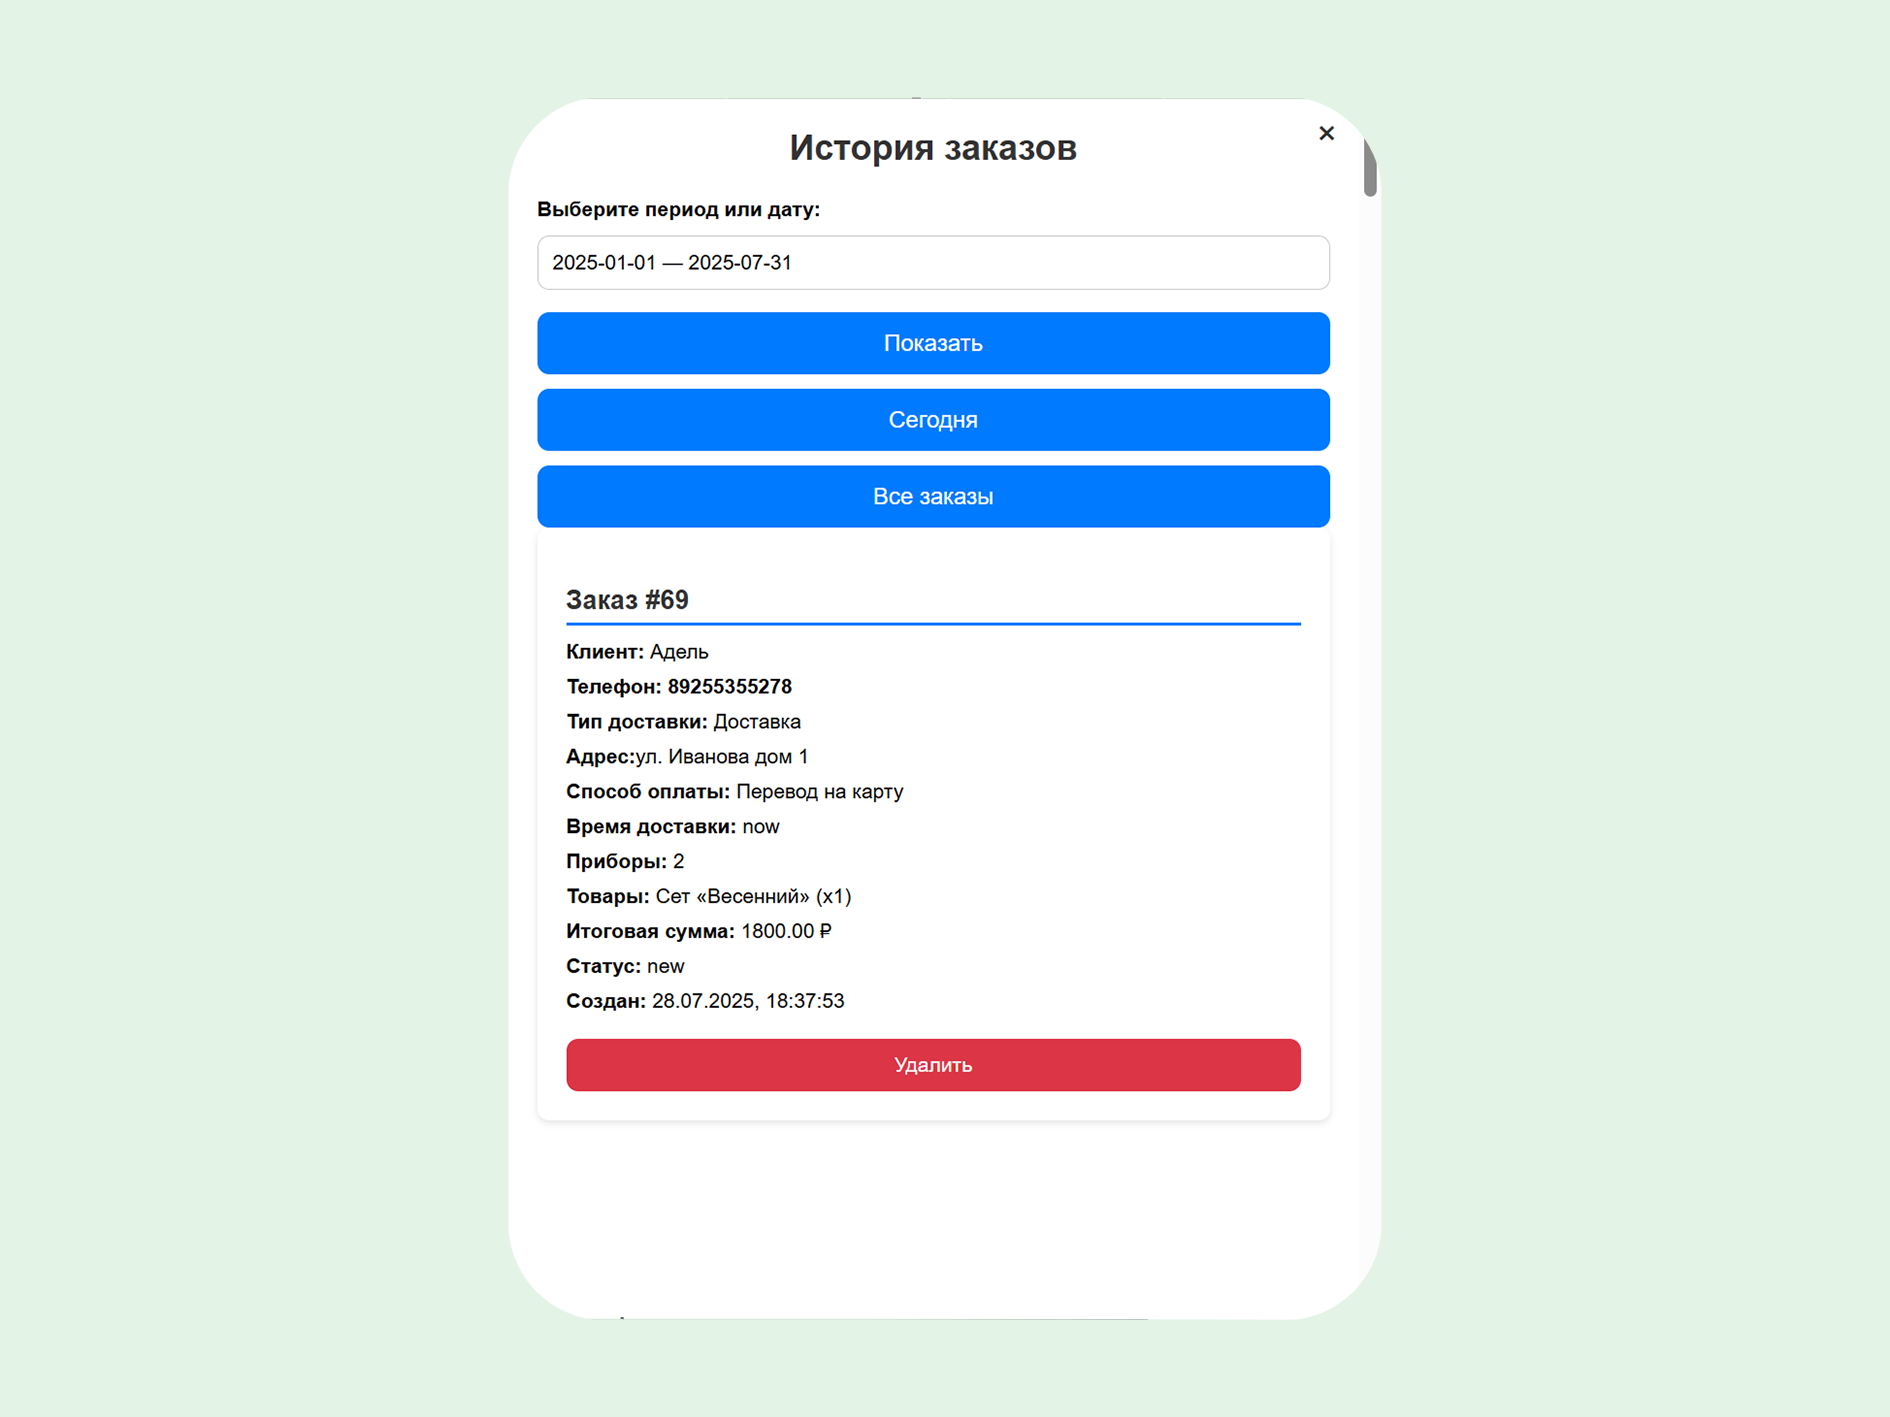 История заказов
×
Выберите период или дату:
2025-01-01 — 2025-07-31
Показать
Сегодня
Все заказы
Заказ #69
Клиент: Адель
Телефон: 89255355278
Тип доставки: Доставка
Адрес:ул. Иванова дом 1
Способ оплаты: Перевод на карту
Время доставки: now
Приборы: 2
Товары: Сет «Весенний» (x1)
Итоговая сумма: 1800.00 ₽
Статус: new
Создан: 28.07.2025, 18:37:53
Удалить